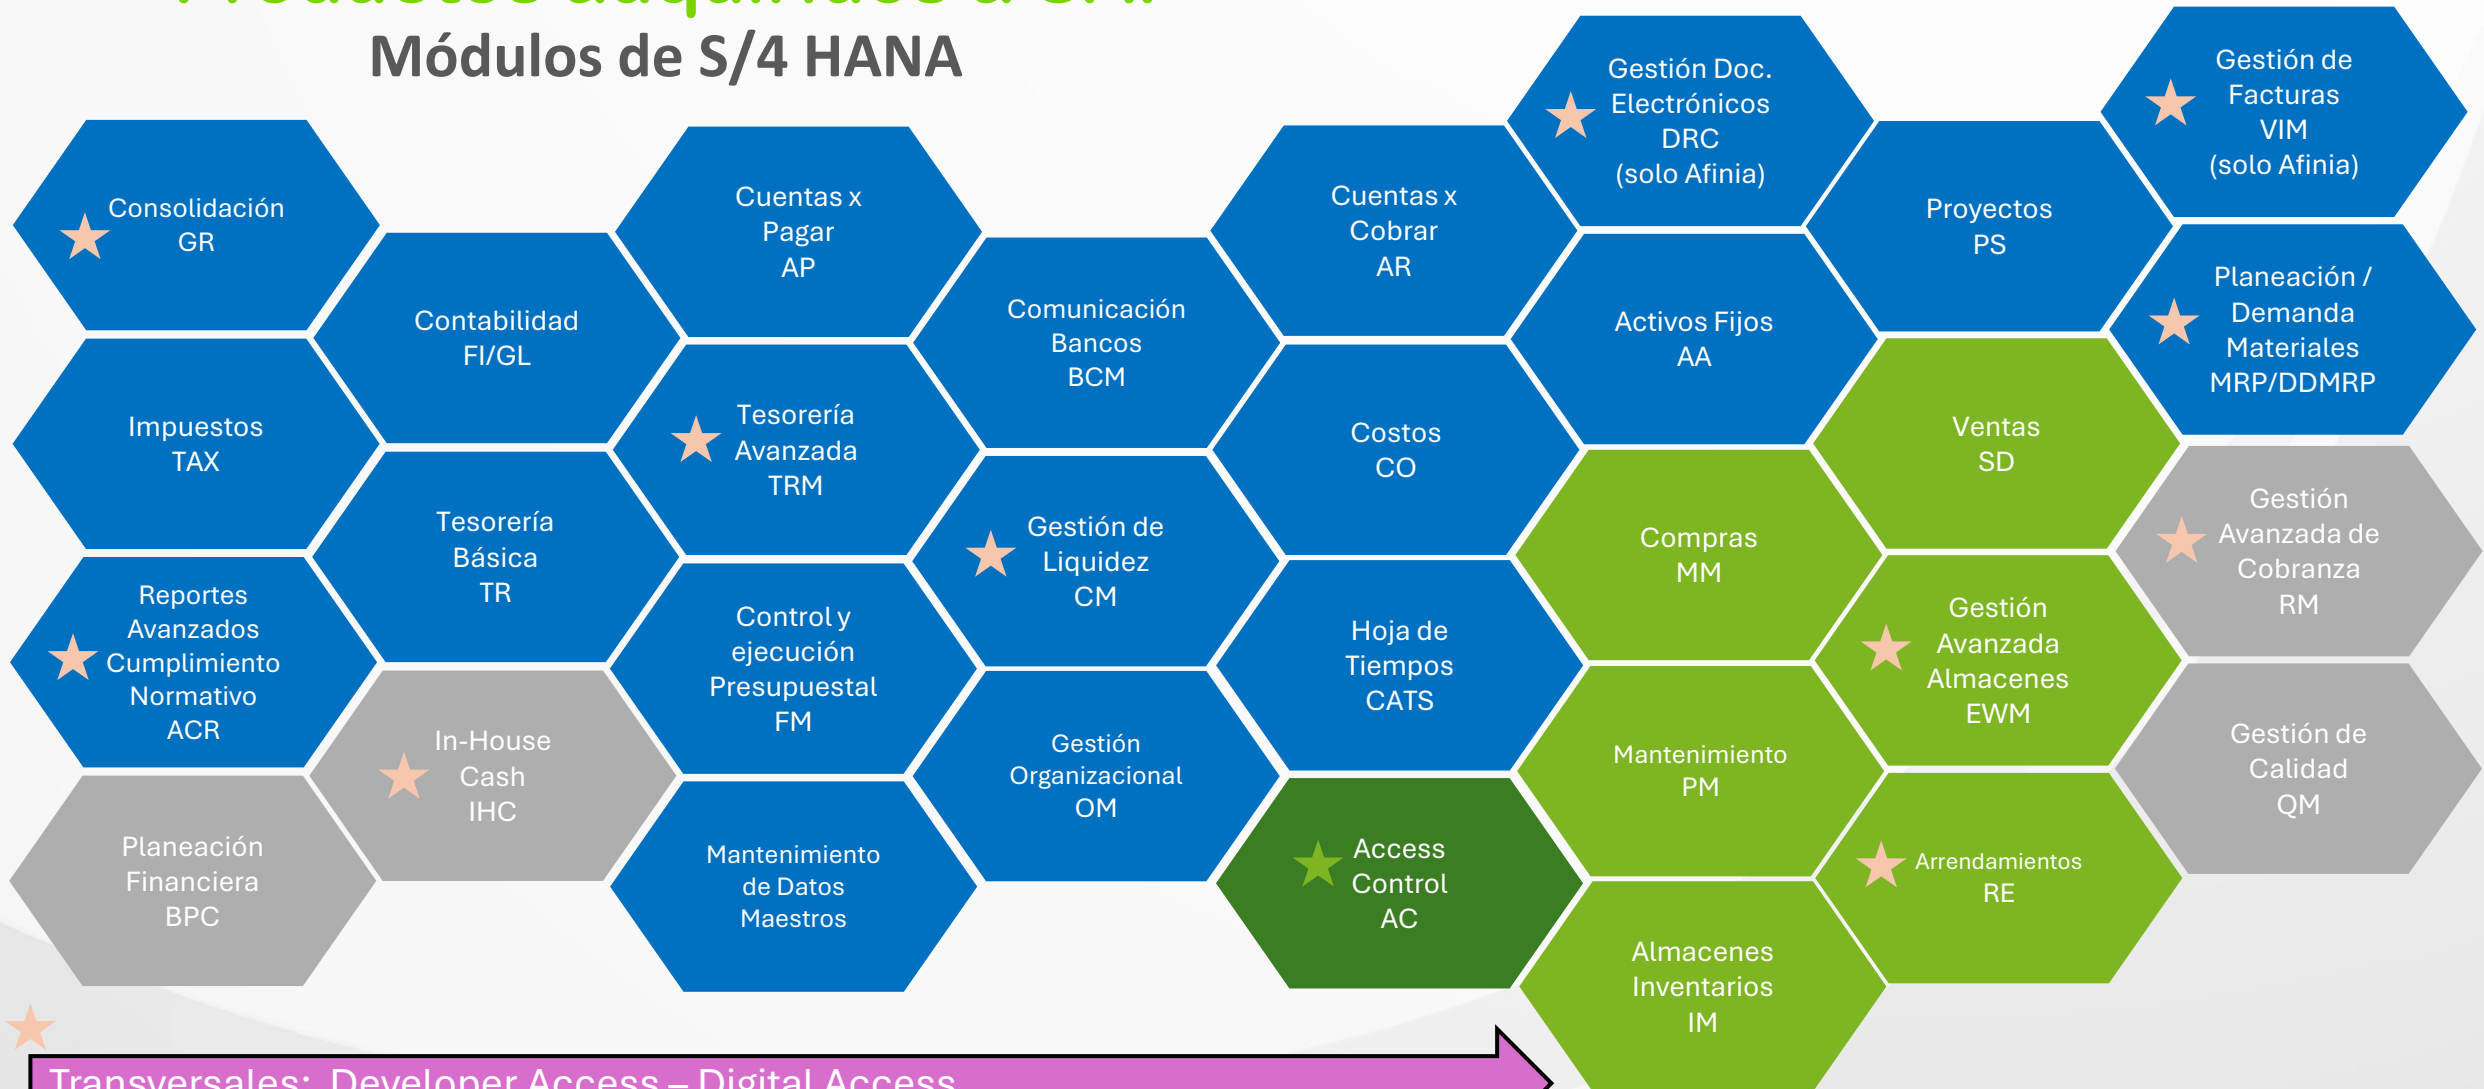 Productos adquiridos a SAP
Módulos de S/4 HANA
Consolidación
GR
Impuestos
TAX
Reportes
Avanzados
Cumplimiento
Normativo
ACR
Planeación
Financiera
BPC
Contabilidad
FI/GL
Tesorería
Básica
TR
In-House
Cash
IHC
Cuentas x
Pagar
AP
Tesorería
Avanzada
TRM
Control y
ejecución
Presupuestal
FM
Mantenimiento
de Datos
Maestros
Comunicación
Bancos
BCM
Gestión de
Liquidez
CM
Gestión
Organizacional
OM
Cuentas x
Cobrar
AR
Costos
CO
Hoja de
Tiempos
CATS
Access
Control
AC
Gestión Doc.
Electrónicos
DRC
(solo Afinia)
Activos Fijos
AA
Compras
MM
Mantenimiento
PM
Almacenes
Inventarios
IM
Proyectos
PS
Ventas
SD
Gestión
Avanzada
Almacenes
EWM
Arrendamientos
RE
Gestión de
Facturas
VIM
(solo Afinia)
Planeación /
Demanda
Materiales
MRP/DDMRP
Gestión
Avanzada de
Cobranza
RM
Gestión de
Calidad
QM
Transversales: Developer Access – Digital Access